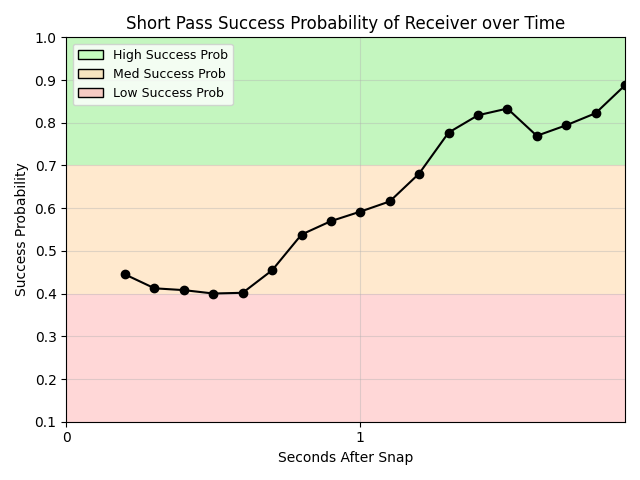 Short Pass Success Probability of Receiver over Time
1.0
High Success Prob
Med Success Prob
Low Success Prob
0.9
0.8
0.7
0.6
0.5
0.4
0.3
0.2
0.1
Success Probability
0
1
Seconds After Snap